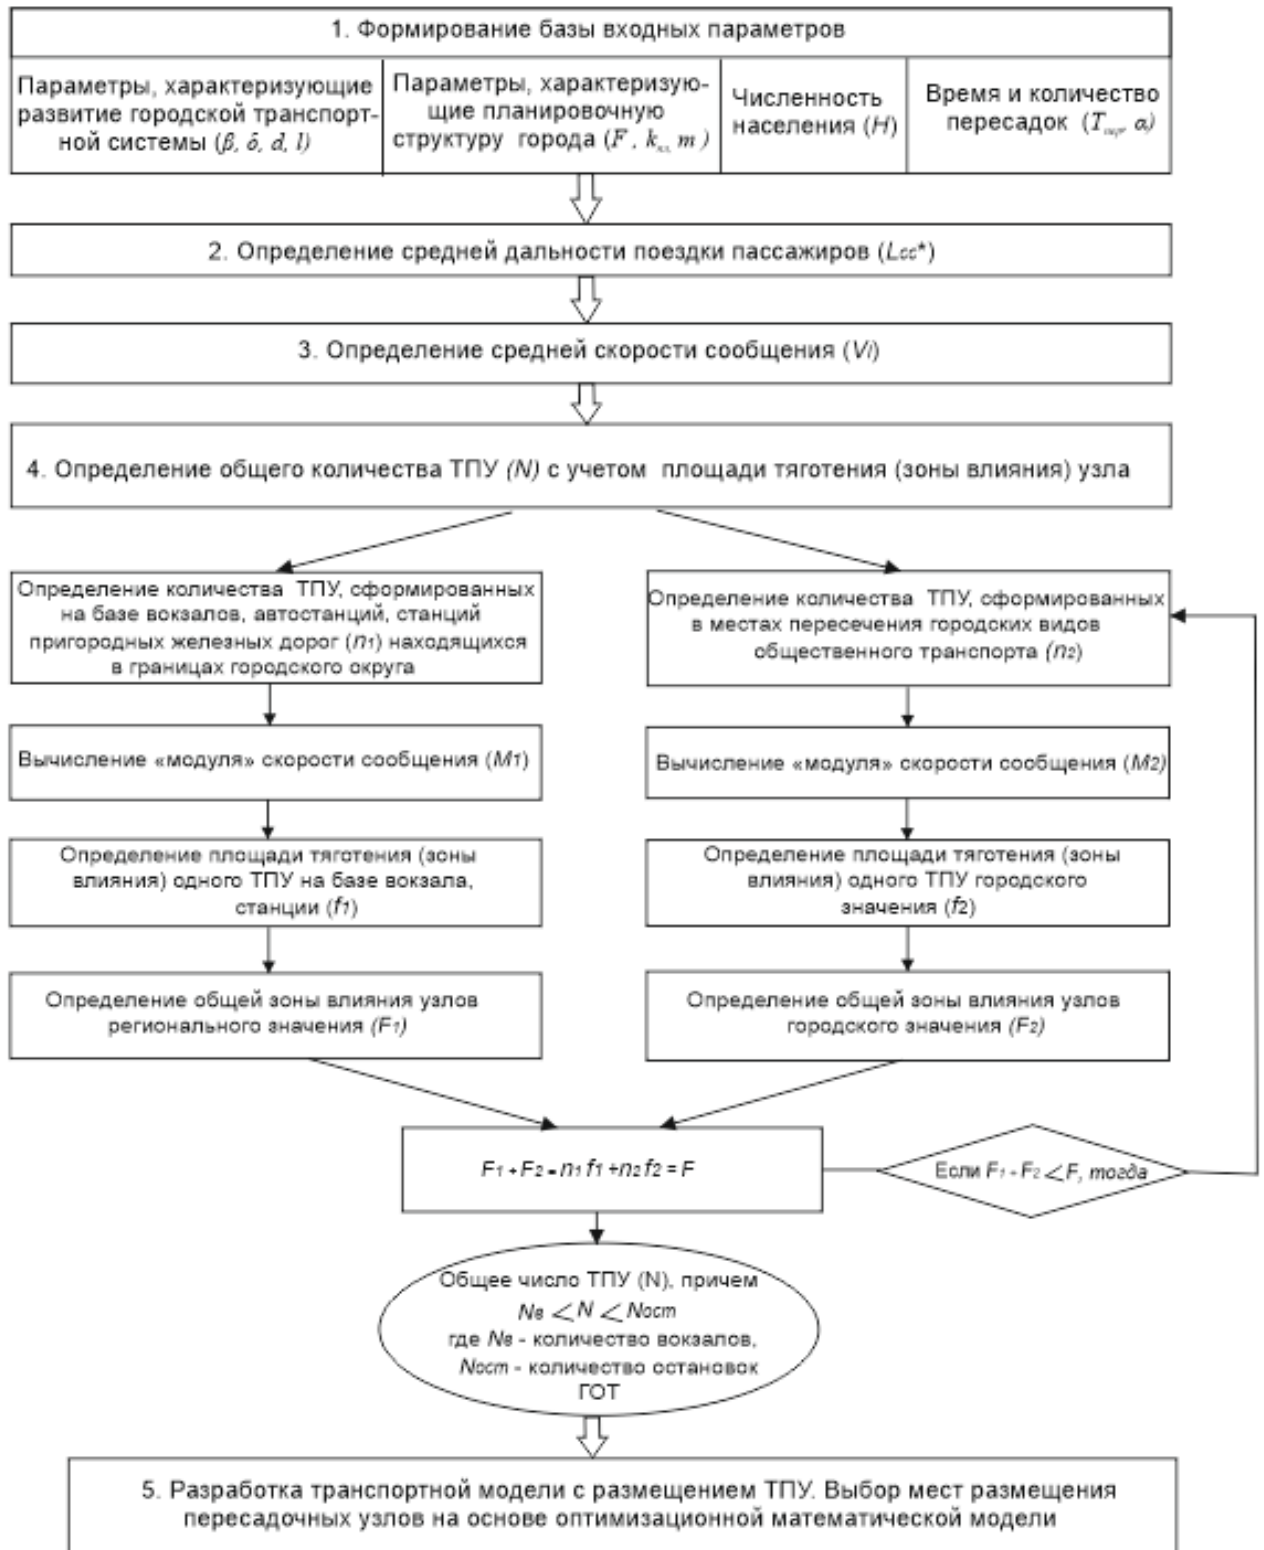 1. Формирование базы входных параметров
Параметры, характеризующие
развитие городской транспорт-
ной системы (β, δ, d, l)
Параметры, характеризую-
щие планировочную
структуру города (F, k, m)
Численность
населения (H)
Время и количество
пересадок (T, α)
2. Определение средней дальности поездки пассажиров (Lcc*)
3. Определение средней скорости сообщения (Vi)
4. Определение общего количества ТПУ (N) с учетом площади тяготения (зоны влияния) узла
Определение количества ТПУ, сформированных
на базе вокзалов, автостанций, станций
пригородных железных дорог (n1) находящихся
в границах городского округа
Вычисление «модуля» скорости сообщения (M1)
Определение площади тяготения (зоны
влияния) одного ТПУ на базе вокзала,
станции (f1)
Определение общей зоны влияния узлов
регионального значения (F1)
Определение количества ТПУ, сформированных
в местах пересечения городских видов
общественного транспорта (n2)
Вычисление «модуля» скорости сообщения (M2)
Определение площади тяготения (зоны
влияния) одного ТПУ городского
значения (f2)
Определение общей зоны влияния узлов
городского значения (F2)
F1 + F2 = n1 f1 + n2 f2 = F
Если F1 + F2 < F, тогда
Общее число ТПУ (N), причем
Nв < N < Nост
где Nв - количество вокзалов,
Nост - количество остановок
ГОТ
5. Разработка транспортной модели с размещением ТПУ. Выбор мест размещения
пересадочных узлов на основе оптимизационной математической модели